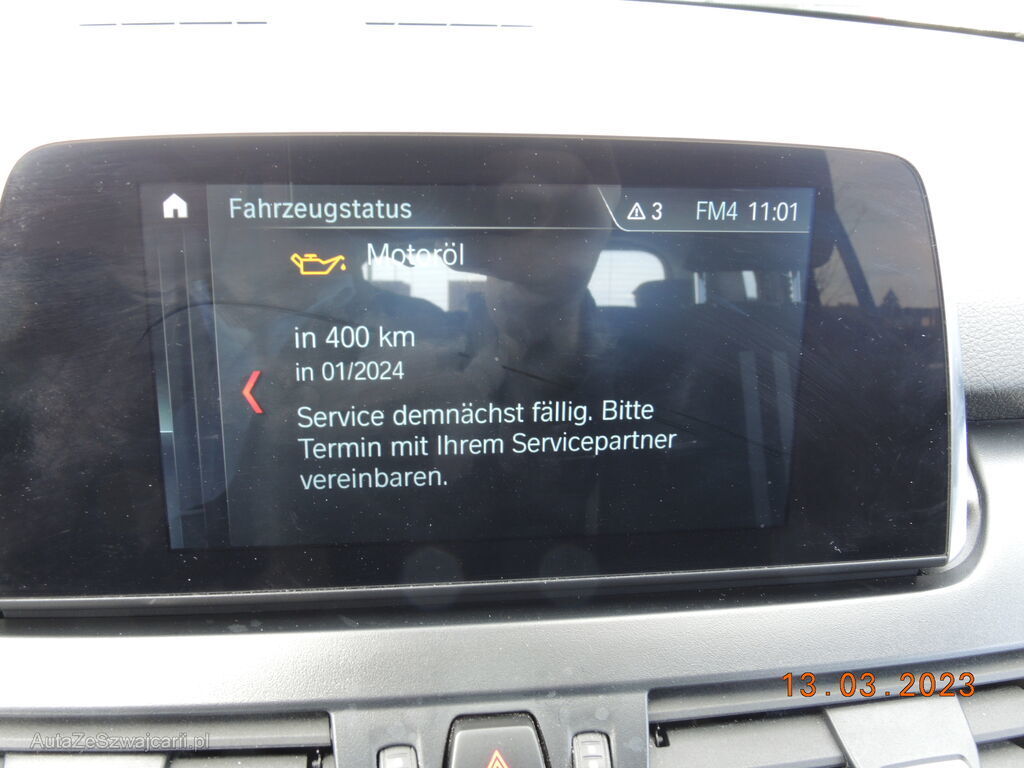 Fahrzeugstatus
3 FM4 11:01
Motoröl
in 400 km
in 01/2024
Service demnächst fällig. Bitte
Termin mit Ihrem Servicepartner
vereinbaren.
13.03.2023
AutaZeSzwajcarii.pl